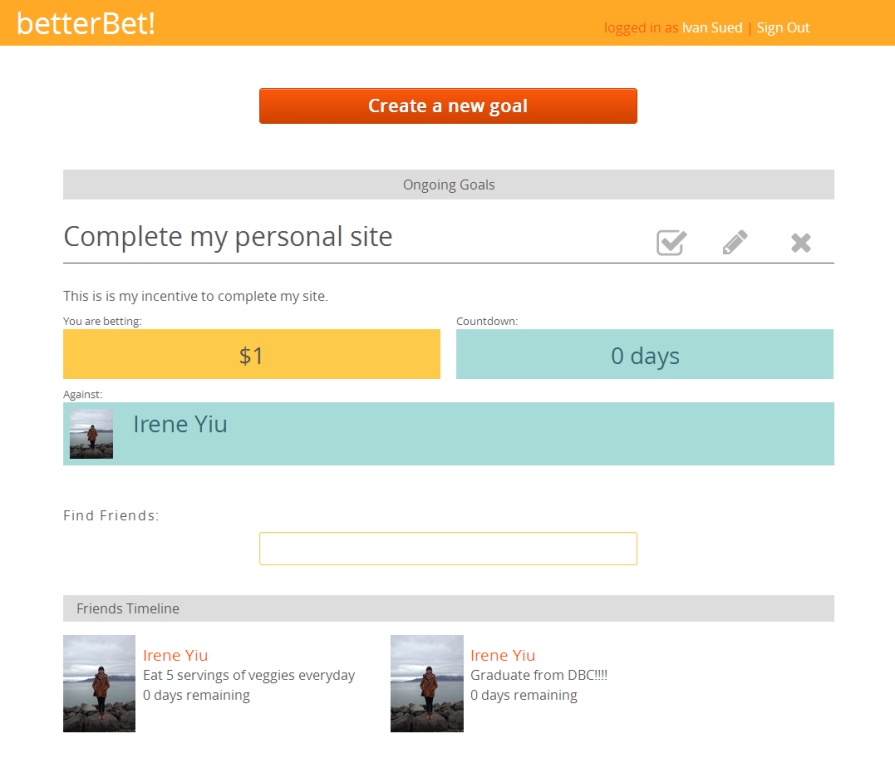 betterBet!
logged in as Ivan Sued | Sign Out
Create a new goal
Ongoing Goals
Complete my personal site
This is is my incentive to complete my site.
You are betting:
Countdown:
$1
0 days
Against:
Irene Yiu
Find Friends:
Friends Timeline
Irene Yiu
Eat 5 servings of veggies everyday
0 days remaining
Irene Yiu
Graduate from DBC!!!!
0 days remaining